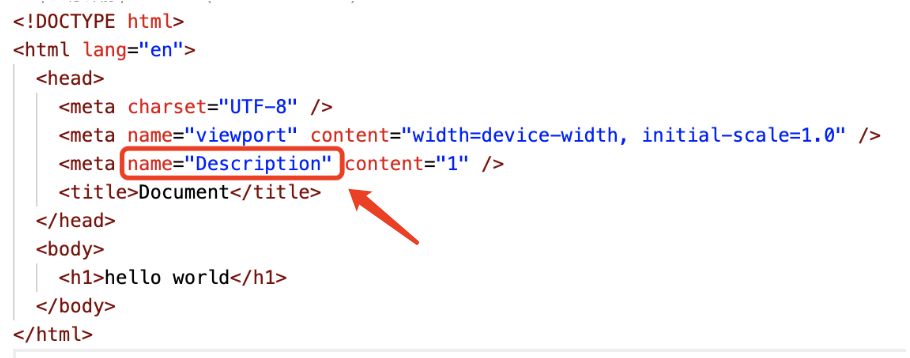 <!DOCTYPE html>
<html lang="en">
<head>
<meta charset="UTF-8" />
<meta name="viewport" content="width=device-width, initial-scale=1.0" />
<meta name="Description" content="1" />
<title>Document</title>
</head>
<body>
<h1>hello world</h1>
</body>
</html>